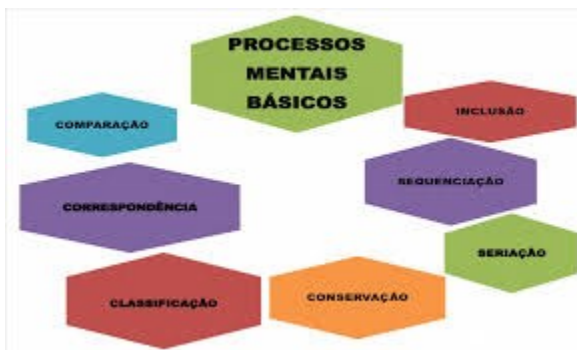 PROCESSOS
MENTAIS
BÁSICOS
COMPARAÇÃO
INCLUSÃO
CORRESPONDÊNCIA
SEQUENCIAÇÃO
CLASSIFICAÇÃO
CONSERVAÇÃO
SERIAÇÃO